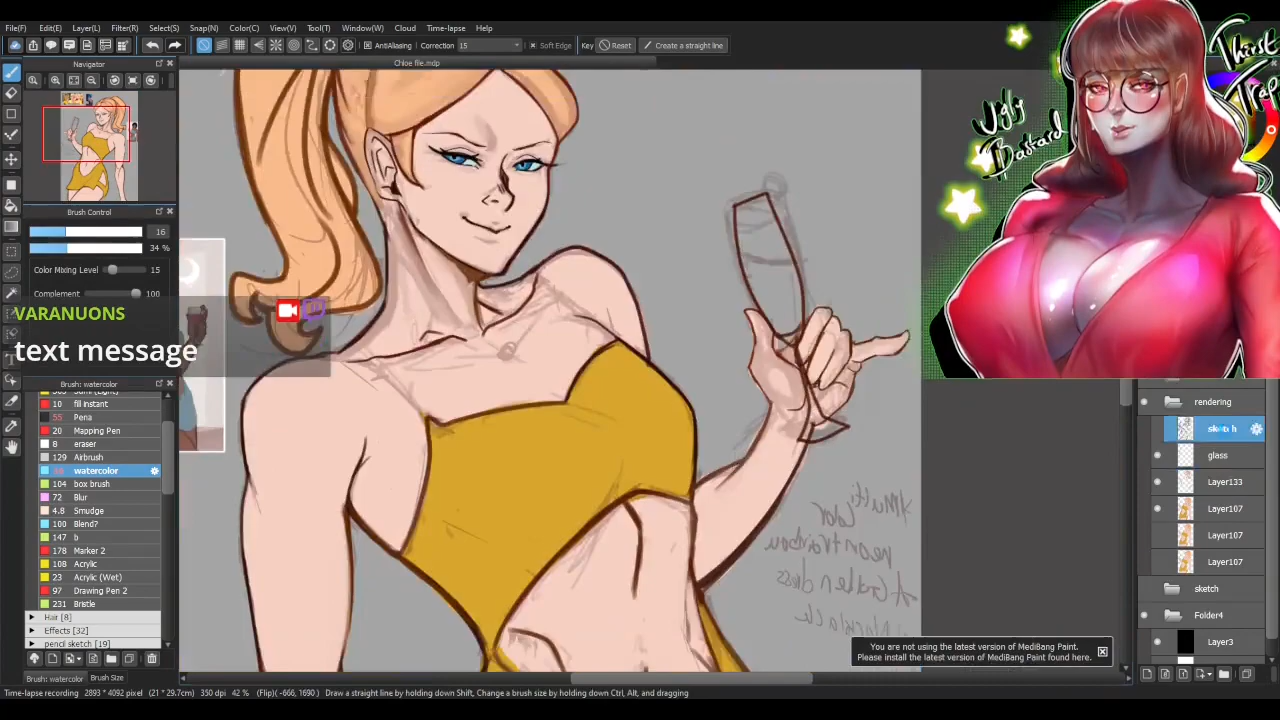 File(F) Edit(E) Layer(L) Filter(R) Select(S) Snap(N) Color(C) View(V) Tool(T) Window(W) Cloud Time-lapse Help
AntiAliasing Correction 15 Soft Edge Key Reset Create a straight line
Navigator
Chloe file.mdp
Brush Control
16
34 %
Color Mixing Level 15
Complement 100
VARANUONS
text message
Brush: watercolor
10 fill instant
55 Pena
20 Mapping Pen
8 eraser
129 Airbrush
watercolor
104 box brush
72 Blur
4.8 Smudge
100 Blend?
147 b
178 Marker 2
108 Acrylic
23 Acrylic (Wet)
97 Drawing Pen 2
231 Bristle
Hair [8]
Effects [32]
pencil sketch [19]
Brush: watercolor Brush Size
Time-lapse recording 2893 * 4092 pixel (21 * 29.7cm) 350 dpi 42 % (Flip)( -666, 1690 ) Draw a straight line by holding down Shift, Change a brush size by holding down Ctrl, Alt, and dragging
Thirst
Trap
Ugly
Bastard
rendering
sketch
glass
Layer133
Layer107
Layer107
Layer107
sketch
Folder4
Layer3
You are not using the latest version of MediBang Paint.
Please install the latest version of MediBang Paint found here.